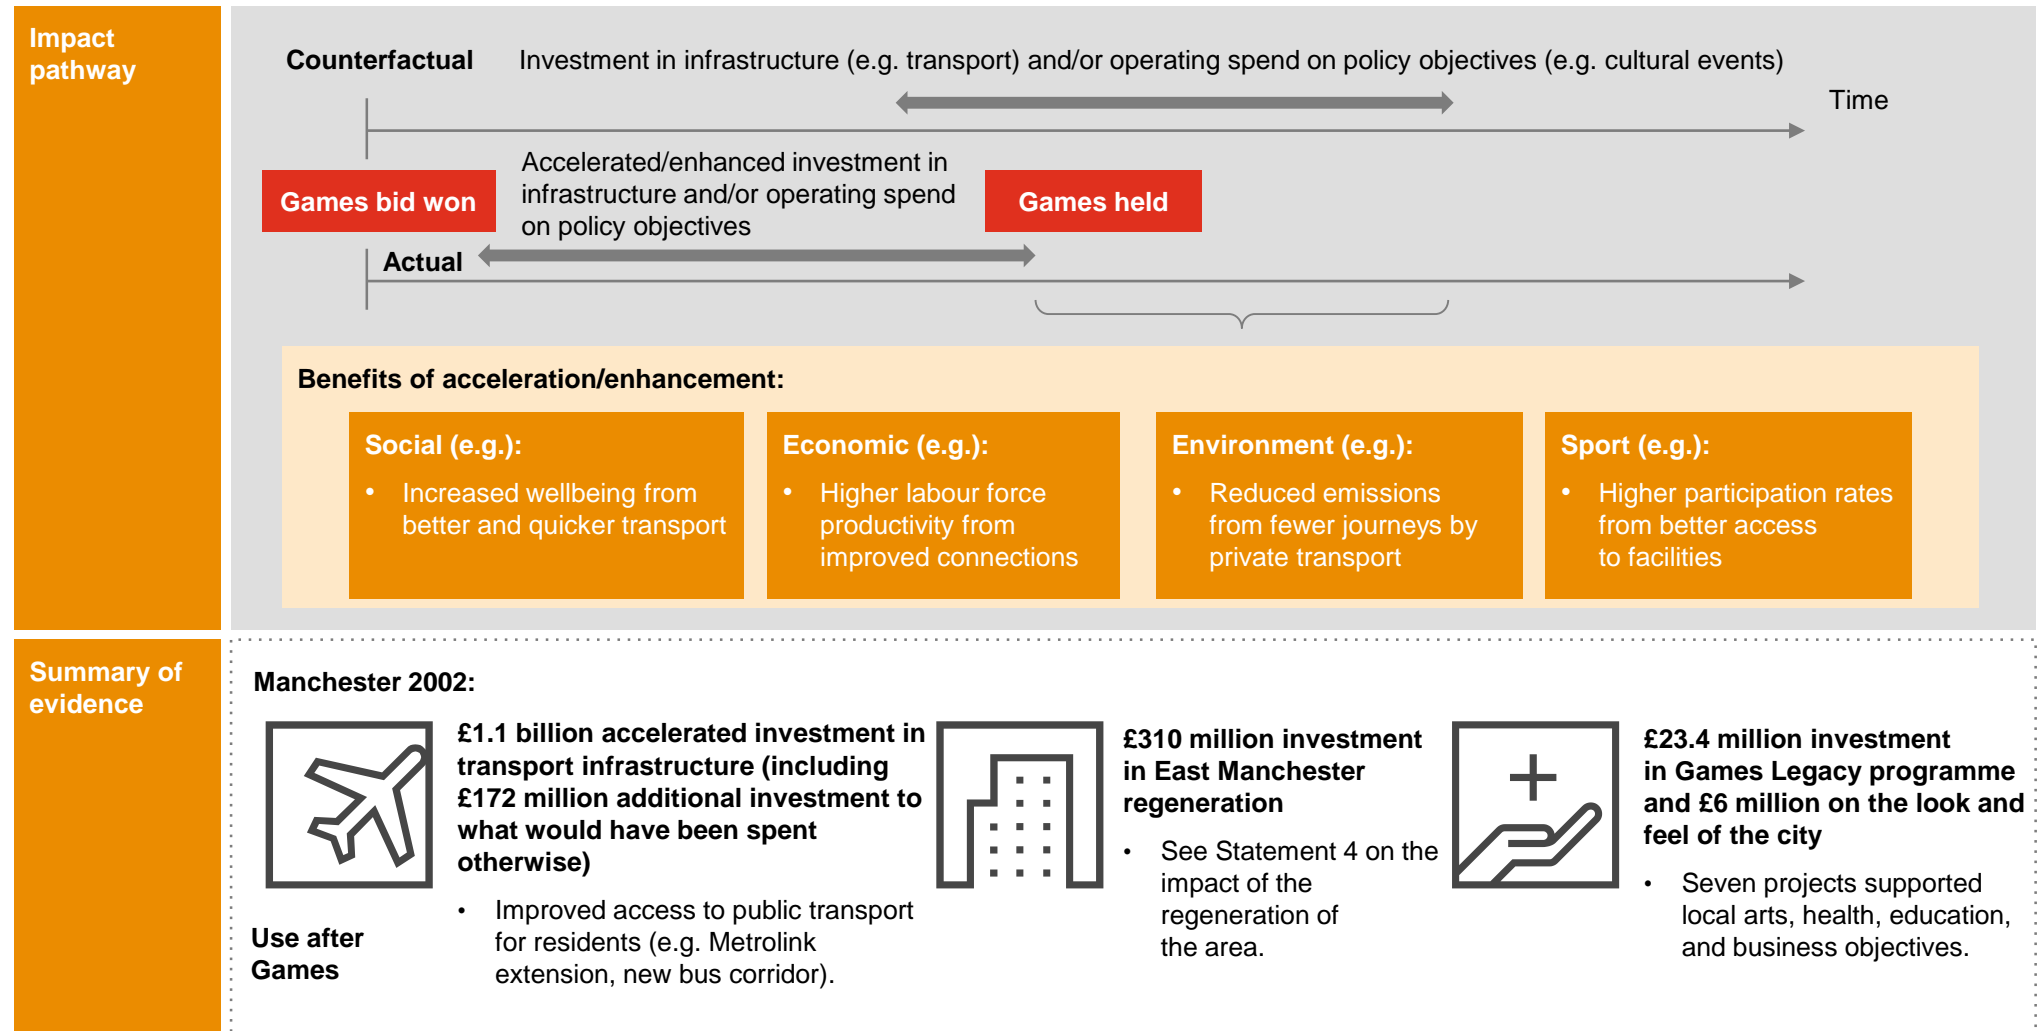 Impact
pathway
Counterfactual
Investment in infrastructure (e.g. transport) and/or operating spend on policy objectives (e.g. cultural events)
Time
Games bid won
Accelerated/enhanced investment in
infrastructure and/or operating spend
on policy objectives
Games held
Actual
Benefits of acceleration/enhancement:
Social (e.g.):
• Increased wellbeing from
better and quicker transport
Economic (e.g.):
• Higher labour force
productivity from
improved connections
Environment (e.g.):
• Reduced emissions
from fewer journeys by
private transport
Sport (e.g.):
• Higher participation rates
from better access
to facilities
Summary of
evidence
Manchester 2002:
£1.1 billion accelerated investment in
transport infrastructure (including
£172 million additional investment to
what would have been spent
otherwise)
Use after
Games
• Improved access to public transport
for residents (e.g. Metrolink
extension, new bus corridor).
£310 million investment
in East Manchester
regeneration
• See Statement 4 on the
impact of the
regeneration of
the area.
£23.4 million investment
in Games Legacy programme
and £6 million on the look and
feel of the city
• Seven projects supported
local arts, health, education,
and business objectives.